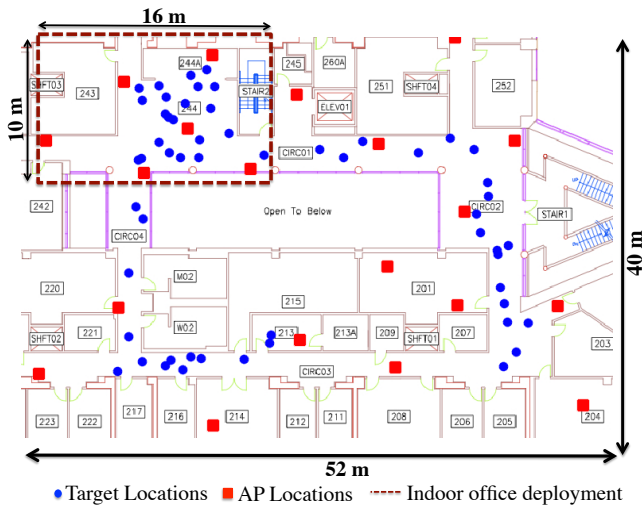 16 m
10 m
244A
245
260A
SHFT03
243
STAIR2
251
SHFT04
252
244
ELEV01
CIRC01
242
CIRC02
Open To Below
STAIR1
CIRC04
40 m
220
M02
201
215
SHFT02
221
W02
213
213A
209
SHFT01
207
203
CIRC03
223
222
217
216
214
212
211
208
206
205
204
52 m
Target Locations AP Locations Indoor office deployment